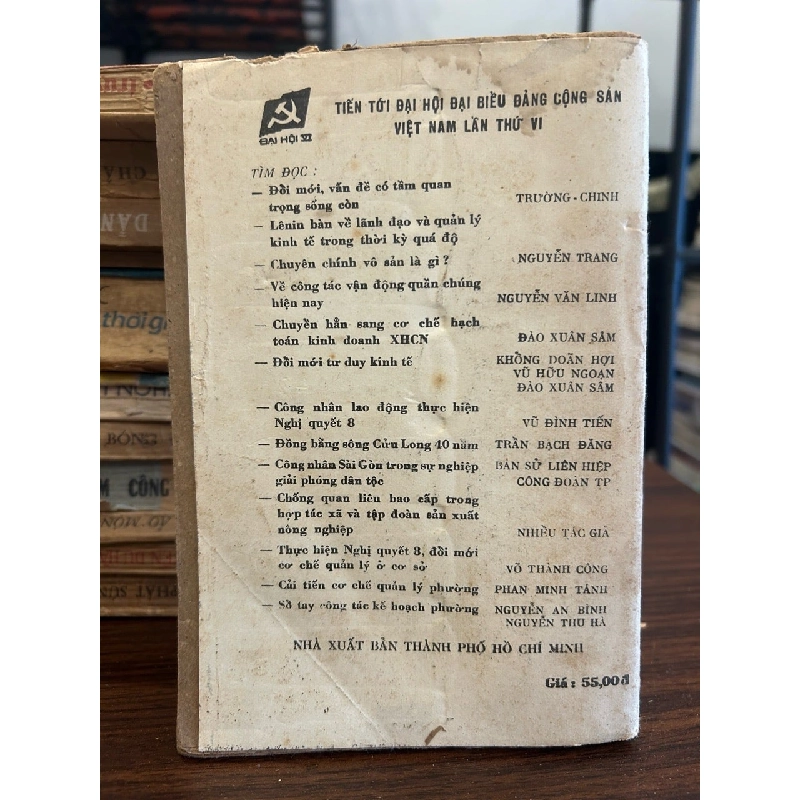 TIẾN TỚI ĐẠI HỘI ĐẠI BIỂU ĐẢNG CỘNG SẢN
VIỆT NAM LẦN THỨ VI
ĐẠI HỘI VI
TÌM ĐỌC :
— Đổi mới, vấn đề có tầm quan
trọng sống còn TRƯỜNG - CHINH
— Lênin bàn về lãnh đạo và quản lý
kinh tế trong thời kỳ quá độ
— Chuyên chính vô sản là gì ? NGUYỄN TRANG
— Về công tác vận động quần chúng
hiện nay NGUYỄN VĂN LINH
— Chuyển hẳn sang cơ chế hạch
toán kinh doanh XHCN ĐÀO XUÂN SÂM
— Đổi mới tư duy kinh tế KHỔNG DOÃN HỢI
VŨ HỮU NGOẠN
ĐÀO XUÂN SÂM
— Công nhân lao động thực hiện
Nghị quyết 8 VŨ ĐÌNH TIẾN
— Đồng bằng sông Cửu Long 40 năm TRẦN BẠCH ĐẰNG
— Công nhân Sài Gòn trong sự nghiệp BAN SỬ LIÊN HIỆP
giải phóng dân tộc CÔNG ĐOÀN TP
— Chống quan liêu bao cấp trong
hợp tác xã và tập đoàn sản xuất
nông nghiệp NHIỀU TÁC GIẢ
— Thực hiện Nghị quyết 8, đổi mới
cơ chế quản lý ở cơ sở VÕ THÀNH CÔNG
— Cải tiến cơ chế quản lý phường PHAN MINH TÁNH
— Sổ tay công tác kế hoạch phường NGUYỄN AN BÌNH
NGUYỄN THU HÀ
NHÀ XUẤT BẢN THÀNH PHỐ HỒ CHÍ MINH
Giá : 55,00đ
CÔNG
BÓNG